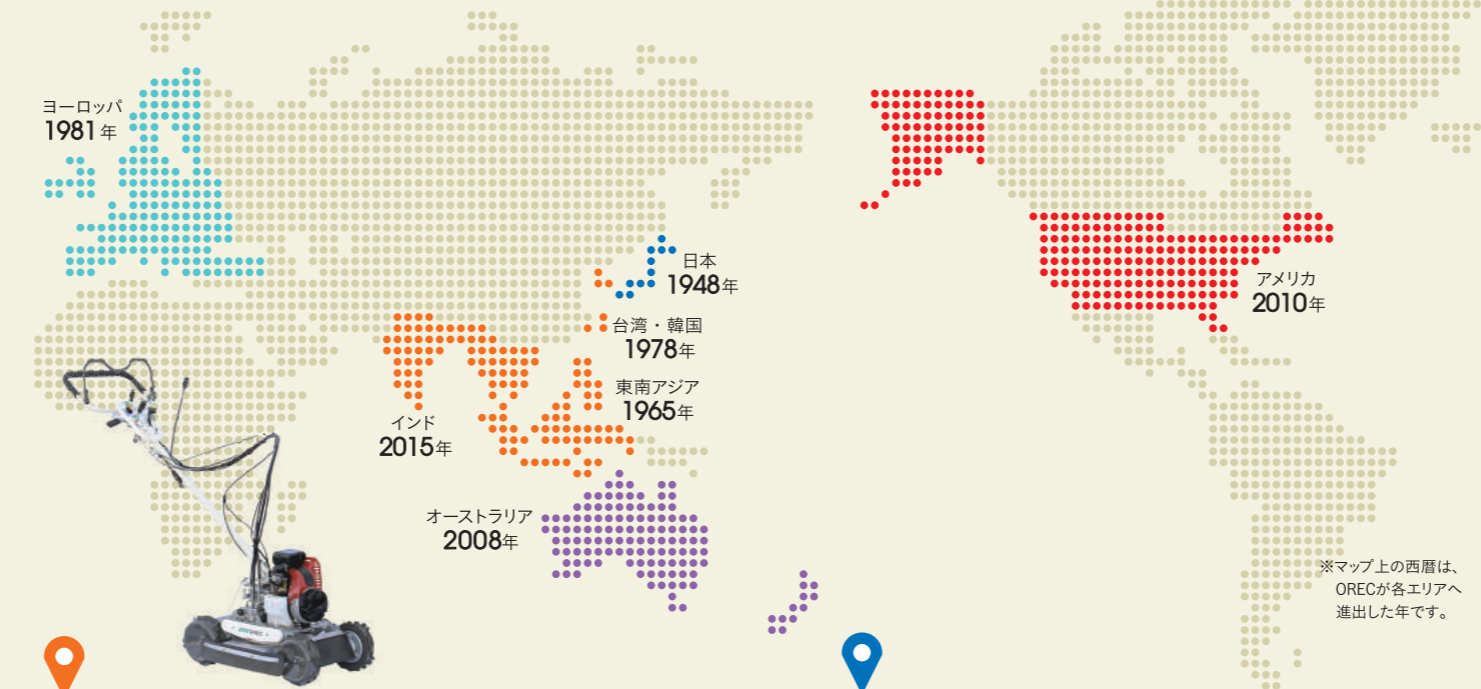 ヨーロッパ
1981年
日本
1948年
アメリカ
2010年
台湾・韓国
1978年
東南アジア
1965年
インド
2015年
オーストラリア
2008年
※マップ上の西暦は、
ORECが各エリアへ
進出した年です。